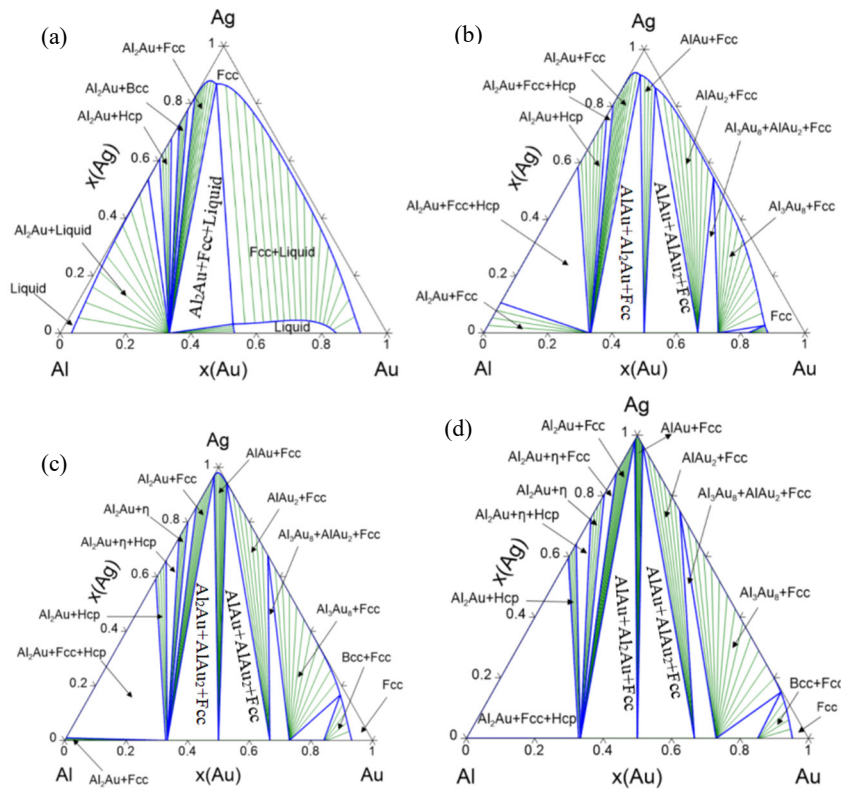 (a)
Ag
Al₂Au+Fcc
Fcc
1
Al₂Au+Bcc
0.8
Al₂Au+Hcp
0.6
x(Ag)
0.4
Al₂Au+Liquid
0.2
Liquid
Al₂Au+Fcc+Liquid
Fcc+Liquid
Liquid
0
0.2
0.4
0.6
0.8
1
Al
x(Au)
Au
(b)
Ag
AlAu+Fcc
Al₂Au+Fcc
1
Al₂Au+Fcc+Hcp
0.8
AlAu₂+Fcc
Al₂Au+Hcp
Al₃Au₈+AlAu₂+Fcc
0.6
x(Ag)
Al₂Au+Fcc+Hcp
0.4
Al₃Au₈+Fcc
0.2
Al₂Au+Fcc
AlAu+Al₂Au+Fcc
AlAu+AlAu₂+Fcc
Fcc
0
0.2
0.4
0.6
0.8
1
Al
x(Au)
Au
(c)
Ag
AlAu+Fcc
Al₂Au+Fcc
1
Al₂Au+η
0.8
AlAu₂+Fcc
Al₂Au+η+Hcp
Al₃Au₈+AlAu₂+Fcc
x(Ag)
0.6
Al₂Au+Hcp
0.4
Al₃Au₈+Fcc
Al₂Au+Fcc+Hcp
0.2
Al₂Au+AlAu₂+Fcc
AlAu+AlAu₂+Fcc
Bcc+Fcc
Fcc
0
0.2
0.4
0.6
0.8
1
Al
Al₂Au+Fcc
x(Au)
Au
(d)
Ag
AlAu+Fcc
Al₂Au+Fcc
1
Al₂Au+η+Fcc
AlAu₂+Fcc
Al₂Au+η
0.8
Al₃Au₈+AlAu₂+Fcc
Al₂Au+η+Hcp
0.6
x(Ag)
Al₂Au+Hcp
0.4
Al₃Au₈+Fcc
0.2
AlAu+Al₂Au+Fcc
AlAu+AlAu₂+Fcc
Bcc+Fcc
Al₂Au+Fcc+Hcp
Fcc
0
0.2
0.4
0.6
0.8
1
Al
x(Au)
Au